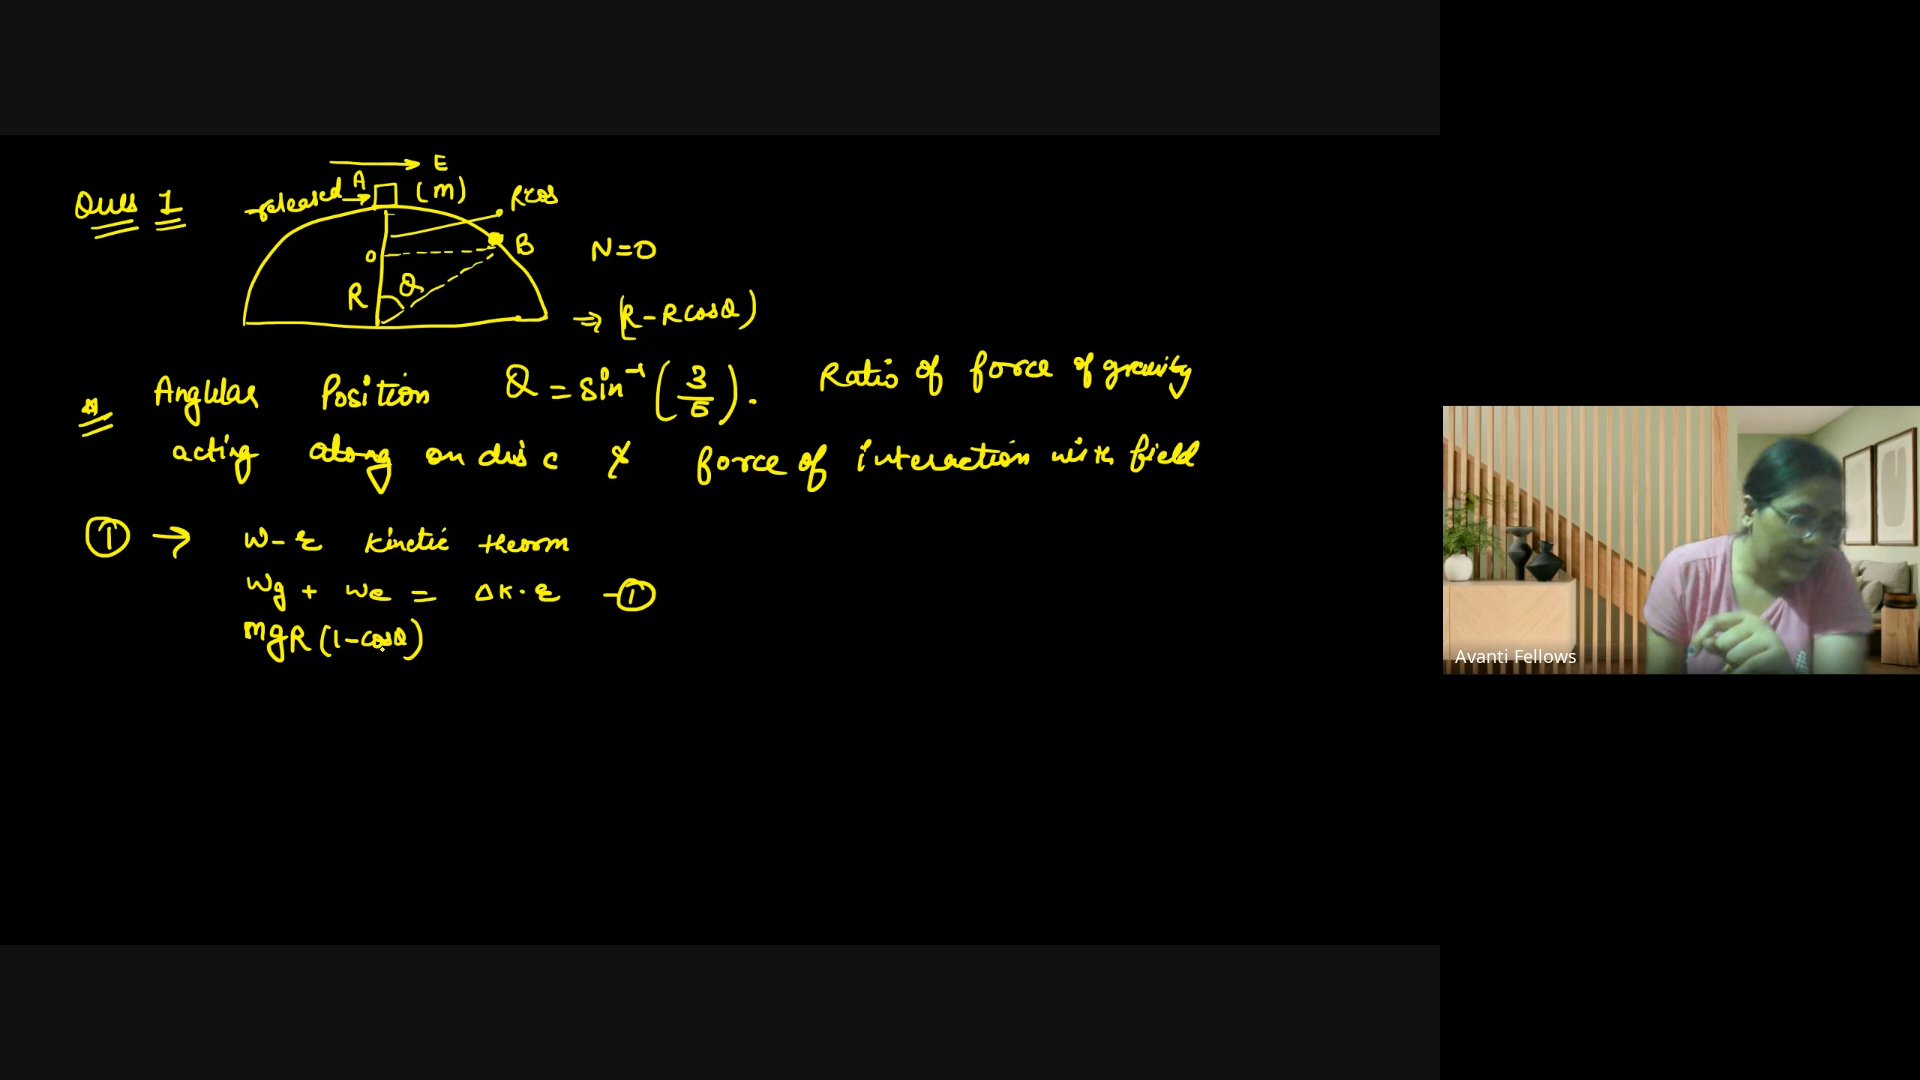 Ques 1
E
released A (m) Rcos
O B N=0
R θ
⇒ (R-Rcosθ)
Angular Position θ = sin⁻¹(3/5). Ratio of force of gravity
acting along on disc & force of interaction with field
① → W-E kinetic theorm
Wg + We = ΔK.E -①
mgR(1-cosθ)
Avanti Fellows